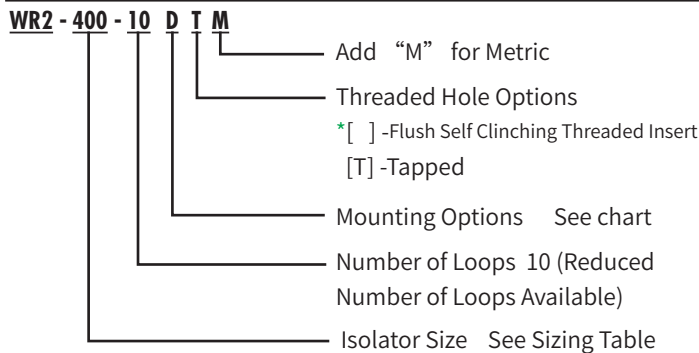 WR2 - 400 - 10 D T M
Add “M” for Metric
Threaded Hole Options
*[ ] -Flush Self Clinching Threaded Insert
[T] -Tapped
Mounting Options See chart
Number of Loops 10 (Reduced
Number of Loops Available)
Isolator Size See Sizing Table